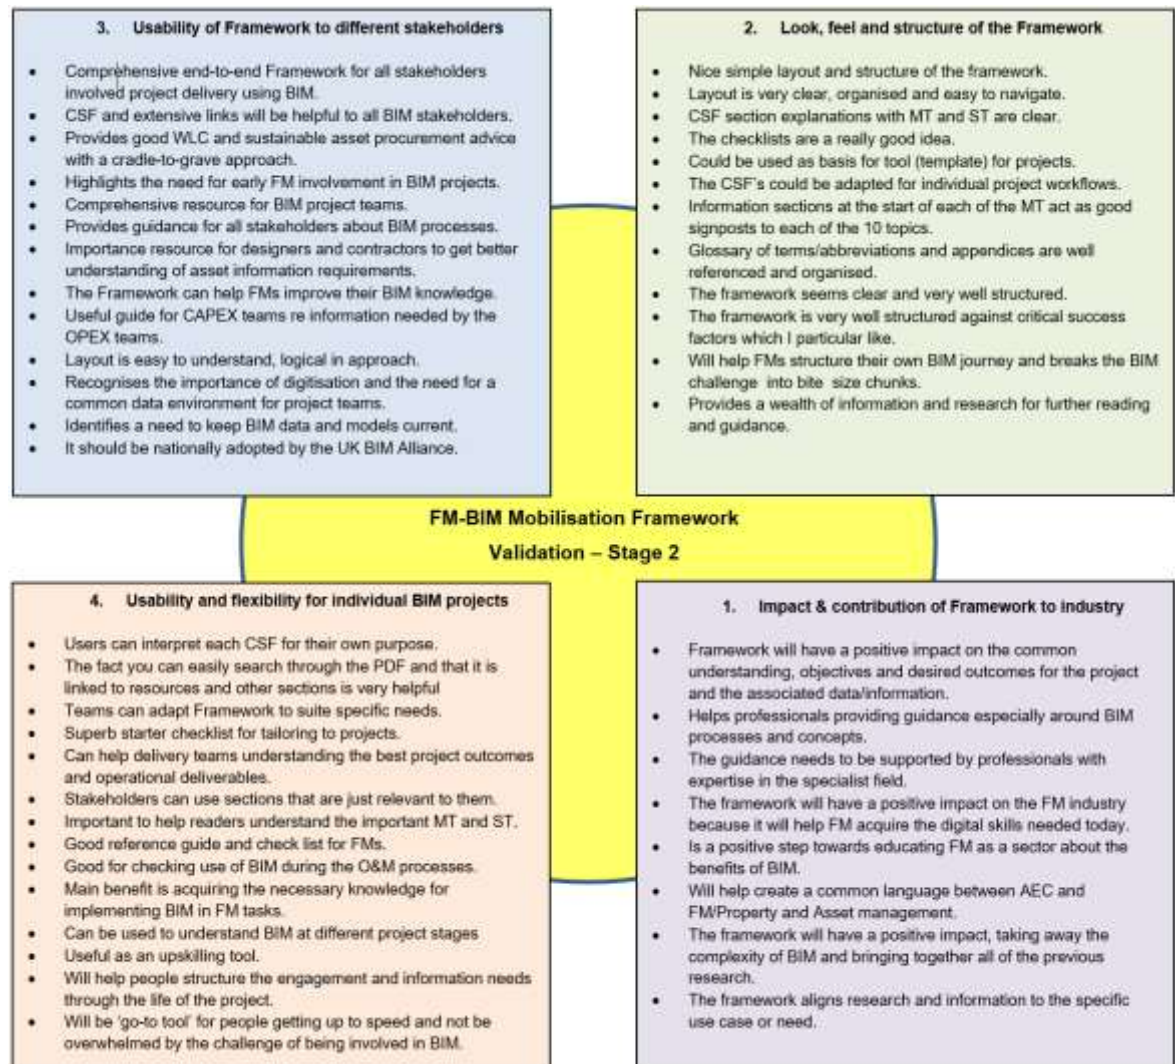 3. Usability of Framework to different stakeholders
• Comprehensive end-to-end Framework for all stakeholders
involved project delivery using BIM.
• CSF and extensive links will be helpful to all BIM stakeholders.
• Provides good WLC and sustainable asset procurement advice
with a cradle-to-grave approach.
• Highlights the need for early FM involvement in BIM projects.
• Comprehensive resource for BIM project teams.
• Provides guidance for all stakeholders about BIM processes.
• Importance resource for designers and contractors to get better
understanding of asset information requirements.
• The Framework can help FMs improve their BIM knowledge.
• Useful guide for CAPEX teams re information needed by the
OPEX teams.
• Layout is easy to understand, logical in approach.
• Recognises the importance of digitisation and the need for a
common data environment for project teams.
• Identifies a need to keep BIM data and models current.
• It should be nationally adopted by the UK BIM Alliance.
2. Look, feel and structure of the Framework
• Nice simple layout and structure of the framework.
• Layout is very clear, organised and easy to navigate.
• CSF section explanations with MT and ST are clear.
• The checklists are a really good idea.
• Could be used as basis for tool (template) for projects.
• The CSF's could be adapted for individual project workflows.
• Information sections at the start of each of the MT act as good
signposts to each of the 10 topics.
• Glossary of terms/abbreviations and appendices are well
referenced and organised.
• The framework seems clear and very well structured.
• The framework is very well structured against critical success
factors which I particular like.
• Will help FMs structure their own BIM journey and breaks the BIM
challenge into bite size chunks.
• Provides a wealth of information and research for further reading
and guidance.
FM-BIM Mobilisation Framework
Validation – Stage 2
4. Usability and flexibility for individual BIM projects
• Users can interpret each CSF for their own purpose.
• The fact you can easily search through the PDF and that it is
linked to resources and other sections is very helpful
• Teams can adapt Framework to suite specific needs.
• Superb starter checklist for tailoring to projects.
• Can help delivery teams understanding the best project outcomes
and operational deliverables.
• Stakeholders can use sections that are just relevant to them.
• Important to help readers understand the important MT and ST.
• Good reference guide and check list for FMs.
• Good for checking use of BIM during the O&M processes.
• Main benefit is acquiring the necessary knowledge for
implementing BIM in FM tasks.
• Can be used to understand BIM at different project stages
• Useful as an upskilling tool.
• Will help people structure the engagement and information needs
through the life of the project.
• Will be 'go-to tool' for people getting up to speed and not be
overwhelmed by the challenge of being involved in BIM.
1. Impact & contribution of Framework to industry
• Framework will have a positive impact on the common
understanding, objectives and desired outcomes for the project
and the associated data/information.
• Helps professionals providing guidance especially around BIM
processes and concepts.
• The guidance needs to be supported by professionals with
expertise in the specialist field.
• The framework will have a positive impact on the FM industry
because it will help FM acquire the digital skills needed today.
• Is a positive step towards educating FM as a sector about the
benefits of BIM.
• Will help create a common language between AEC and
FM/Property and Asset management.
• The framework will have a positive impact, taking away the
complexity of BIM and bringing together all of the previous
research.
• The framework aligns research and information to the specific
use case or need.